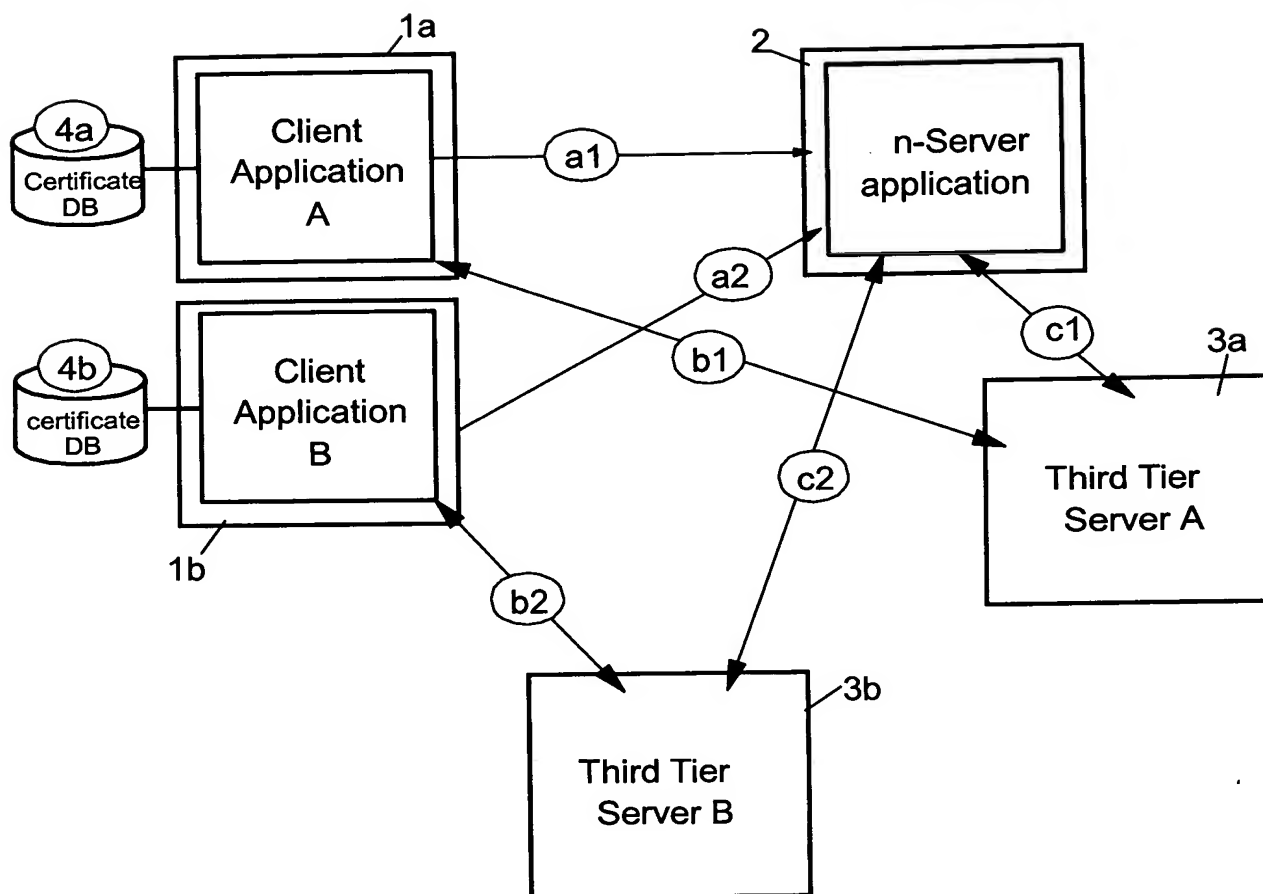 1a
2
4a
Certificate
DB
Client
Application
A
a1
n-Server
application
a2
c1
4b
certificate
DB
Client
Application
B
b1
3a
c2
Third Tier
Server A
1b
b2
3b
Third Tier
Server B